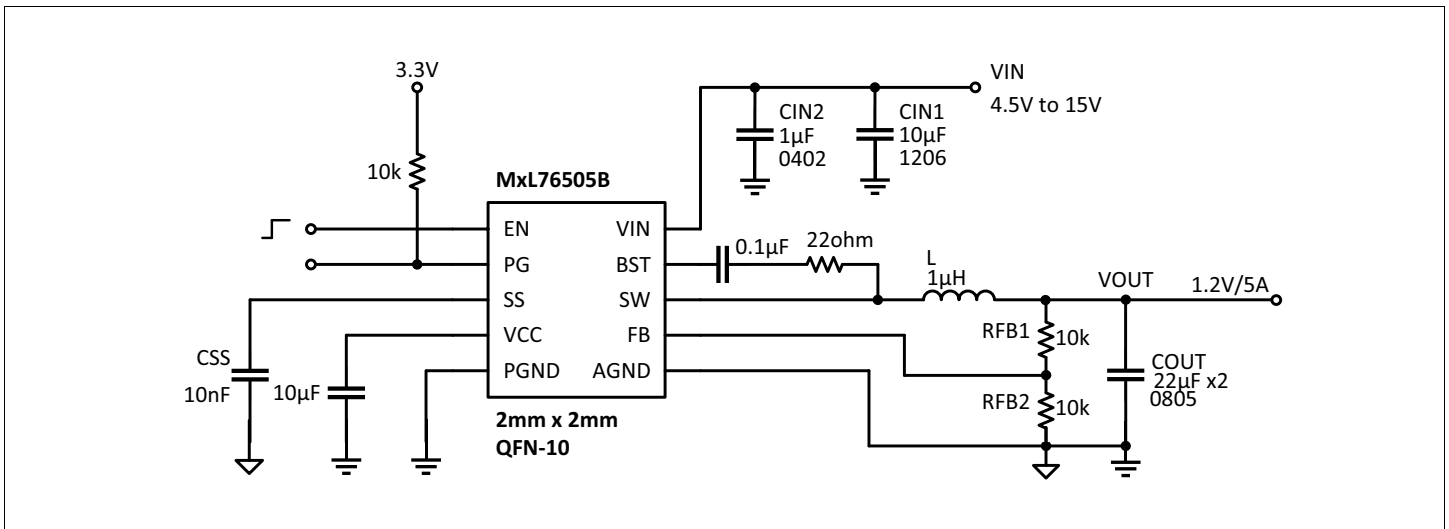 3.3V
10k
VIN
4.5V to 15V
CIN2
1µF
0402
CIN1
10µF
1206
MxL76505B
EN
PG
SS
VCC
PGND
VIN
BST
SW
FB
AGND
0.1µF
22ohm
L
1µH
VOUT
1.2V/5A
RFB1
10k
RFB2
10k
COUT
22µF x2
0805
CSS
10nF
10µF
2mm x 2mm
QFN-10